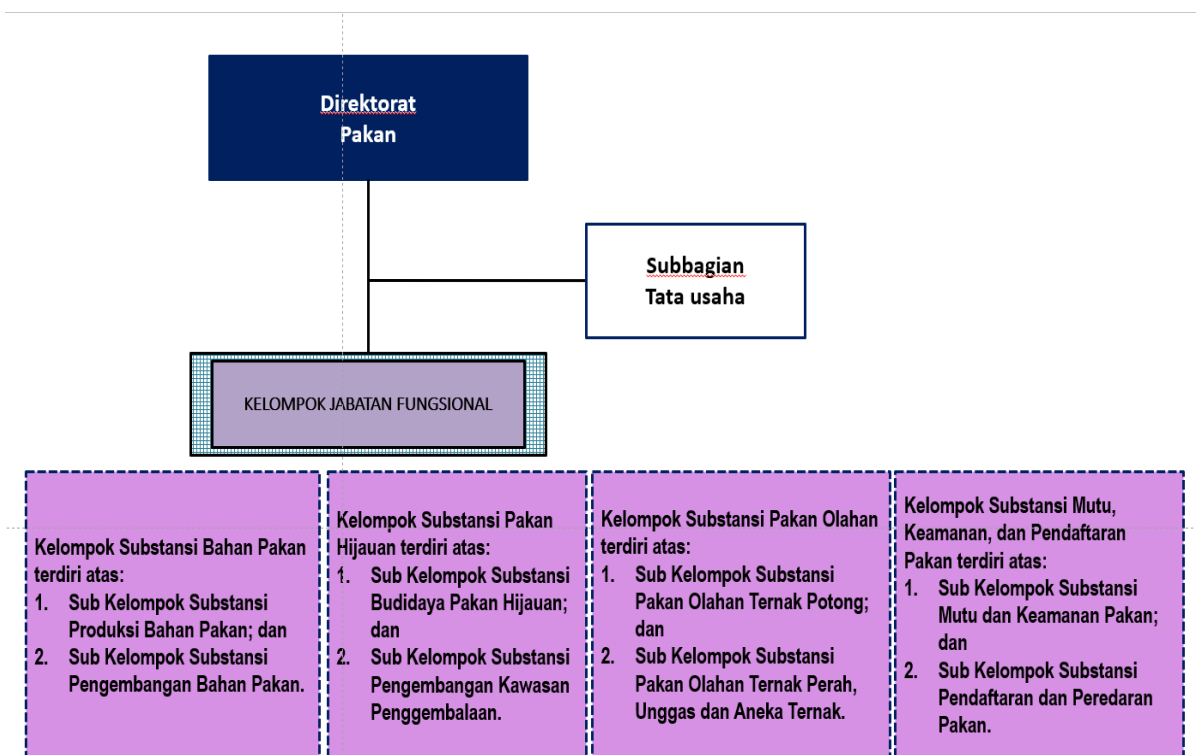 Direktorat
Pakan
Subbagian
Tata usaha
KELOMPOK JABATAN FUNGSIONAL
Kelompok Substansi Bahan Pakan
terdiri atas:
1. Sub Kelompok Substansi
Produksi Bahan Pakan; dan
2. Sub Kelompok Substansi
Pengembangan Bahan Pakan.
Kelompok Substansi Pakan
Hijauan terdiri atas:
1. Sub Kelompok Substansi
Budidaya Pakan Hijauan;
dan
2. Sub Kelompok Substansi
Pengembangan Kawasan
Penggembalaan.
Kelompok Substansi Pakan Olahan
terdiri atas:
1. Sub Kelompok Substansi
Pakan Olahan Ternak Potong;
dan
2. Sub Kelompok Substansi
Pakan Olahan Ternak Perah,
Unggas dan Aneka Ternak.
Kelompok Substansi Mutu,
Keamanan, dan Pendaftaran
Pakan terdiri atas:
1. Sub Kelompok Substansi
Mutu dan Keamanan Pakan;
dan
2. Sub Kelompok Substansi
Pendaftaran dan Peredaran
Pakan.